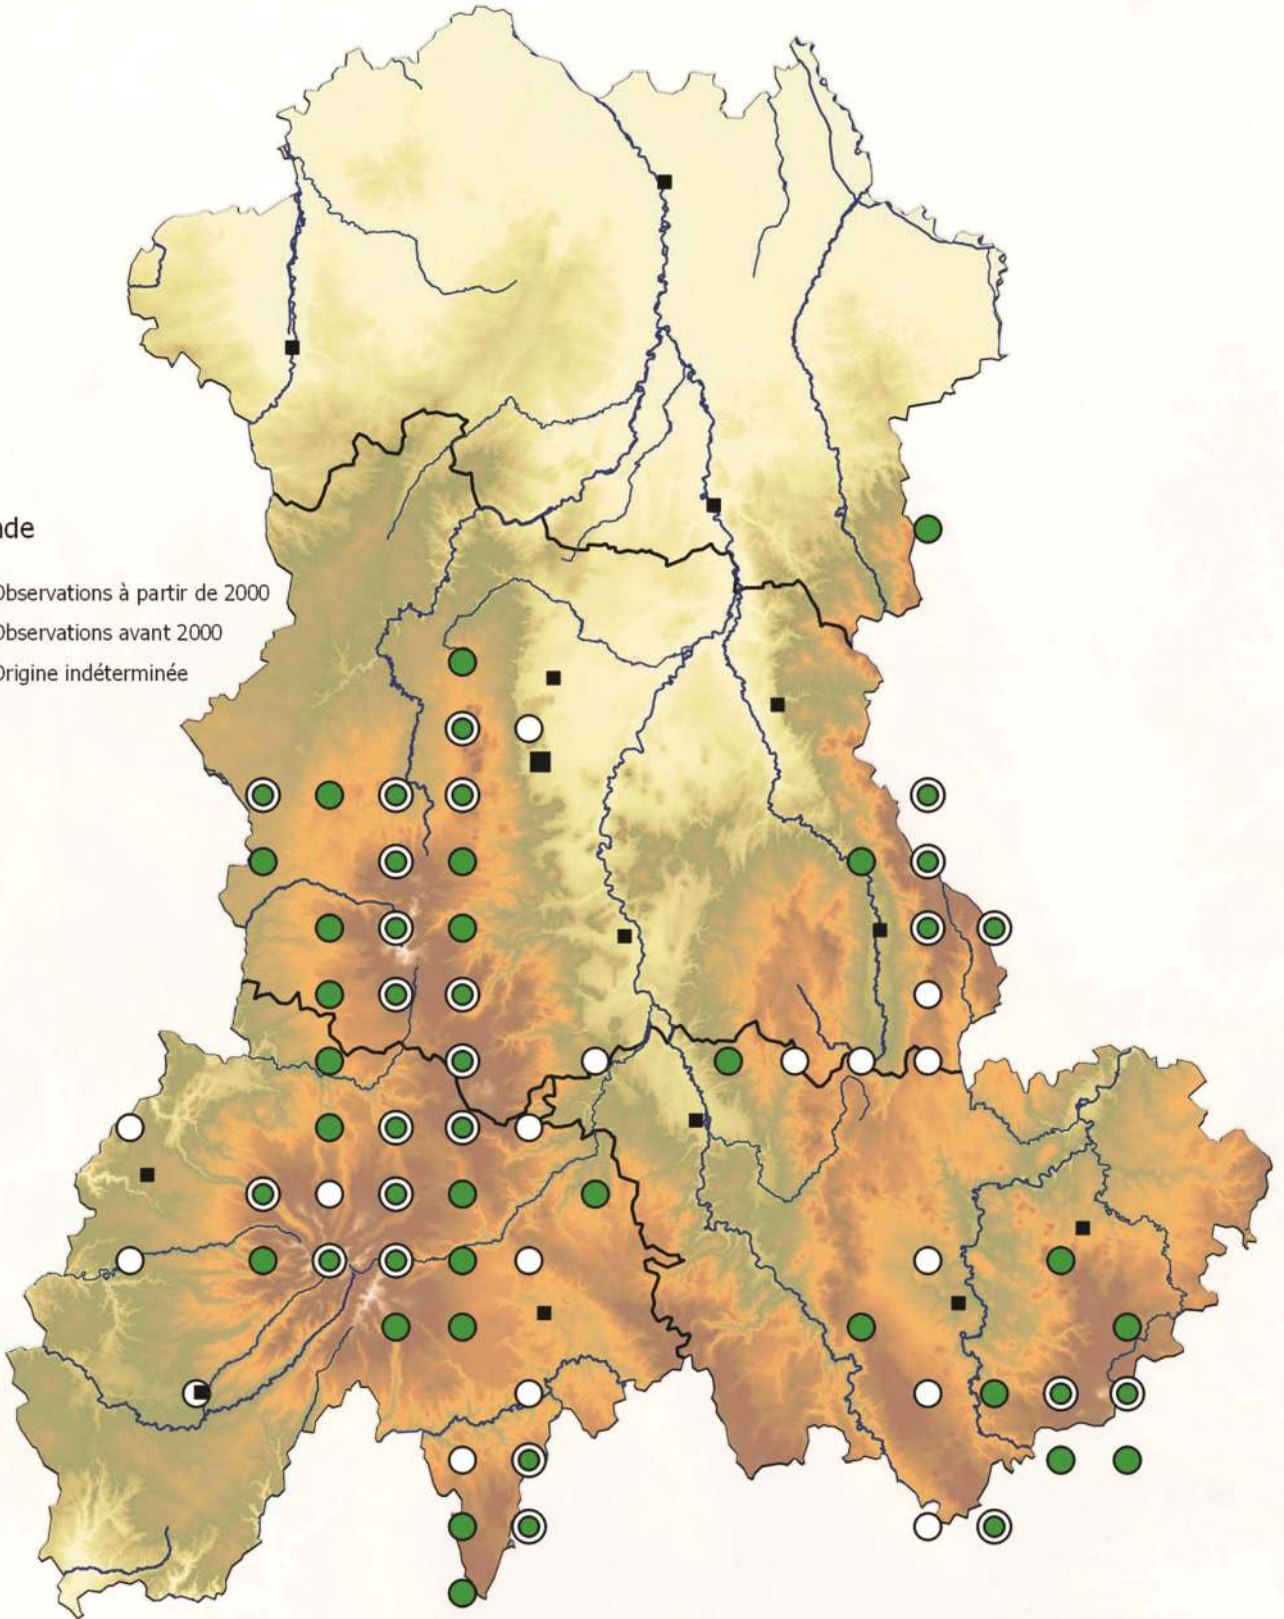 nde
Observations à partir de 2000
Observations avant 2000
Origine indéterminée